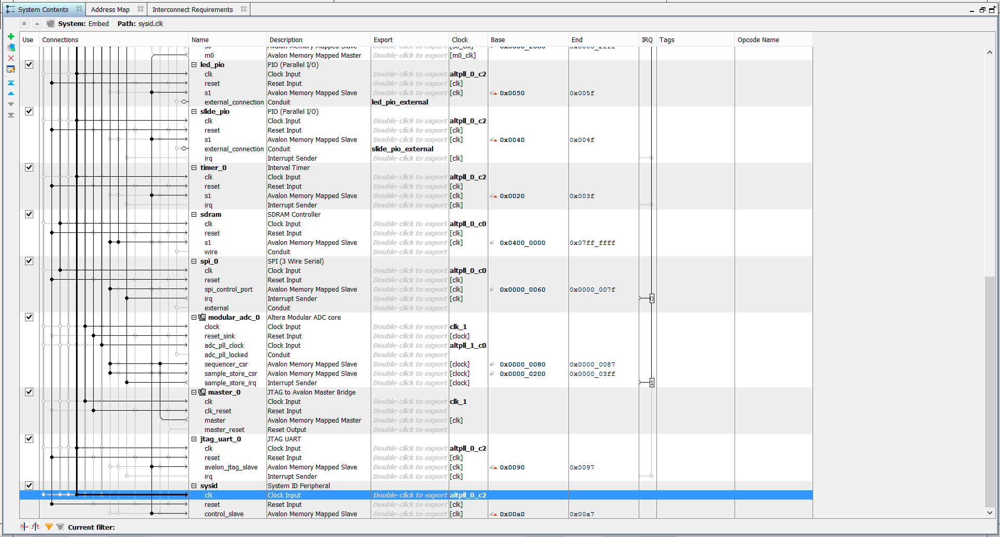 System Contents Address Map Interconnect Requirements
System: Embed Path: sysid.clk
Use Connections Name Description Export Clock Base End IRQ Tags Opcode Name
s0 Avalon Memory Mapped Slave Double-click to export [s0_clk] 0x0000_2000 0x0000_2fff
m0 Avalon Memory Mapped Master Double-click to export [m0_clk]
led_pio PIO (Parallel I/O)
clk Clock Input Double-click to export altpll_0_c2
reset Reset Input Double-click to export [clk]
s1 Avalon Memory Mapped Slave Double-click to export [clk] 0x0050 0x005f
external_connection Conduit led_pio_external
slide_pio PIO (Parallel I/O)
clk Clock Input Double-click to export altpll_0_c2
reset Reset Input Double-click to export [clk]
s1 Avalon Memory Mapped Slave Double-click to export [clk] 0x0040 0x004f
external_connection Conduit slide_pio_external
irq Interrupt Sender Double-click to export [clk]
timer_0 Interval Timer
clk Clock Input Double-click to export altpll_0_c2
reset Reset Input Double-click to export [clk]
s1 Avalon Memory Mapped Slave Double-click to export [clk] 0x0020 0x003f
irq Interrupt Sender Double-click to export [clk]
sdram SDRAM Controller
clk Clock Input Double-click to export altpll_0_c0
reset Reset Input Double-click to export [clk]
s1 Avalon Memory Mapped Slave Double-click to export [clk] 0x0400_0000 0x07ff_ffff
wire Conduit Double-click to export
spi_0 SPI (3 Wire Serial)
clk Clock Input Double-click to export altpll_0_c0
reset Reset Input Double-click to export [clk]
spi_control_port Avalon Memory Mapped Slave Double-click to export [clk] 0x0000_0060 0x0000_007f
irq Interrupt Sender Double-click to export [clk] 0
external Conduit Double-click to export
modular_adc_0 Altera Modular ADC core
clock Clock Input Double-click to export clk_1
reset_sink Reset Input Double-click to export [clock]
adc_pll_clock Clock Input Double-click to export altpll_1_c0
adc_pll_locked Conduit Double-click to export
sequencer_csr Avalon Memory Mapped Slave Double-click to export [clock] 0x0000_0080 0x0000_0087
sample_store_csr Avalon Memory Mapped Slave Double-click to export [clock] 0x0000_0200 0x0000_03ff
sample_store_irq Interrupt Sender Double-click to export [clock] 1
master_0 JTAG to Avalon Master Bridge
clk Clock Input Double-click to export clk_1
clk_reset Reset Input Double-click to export
master Avalon Memory Mapped Master Double-click to export [clk]
master_reset Reset Output Double-click to export
jtag_uart_0 JTAG UART
clk Clock Input Double-click to export altpll_0_c2
reset Reset Input Double-click to export [clk]
avalon_jtag_slave Avalon Memory Mapped Slave Double-click to export [clk] 0x0090 0x0097
irq Interrupt Sender Double-click to export [clk]
sysid System ID Peripheral
clk Clock Input Double-click to export altpll_0_c2
reset Reset Input Double-click to export [clk]
control_slave Avalon Memory Mapped Slave Double-click to export [clk] 0x00a0 0x00a7
Current filter: